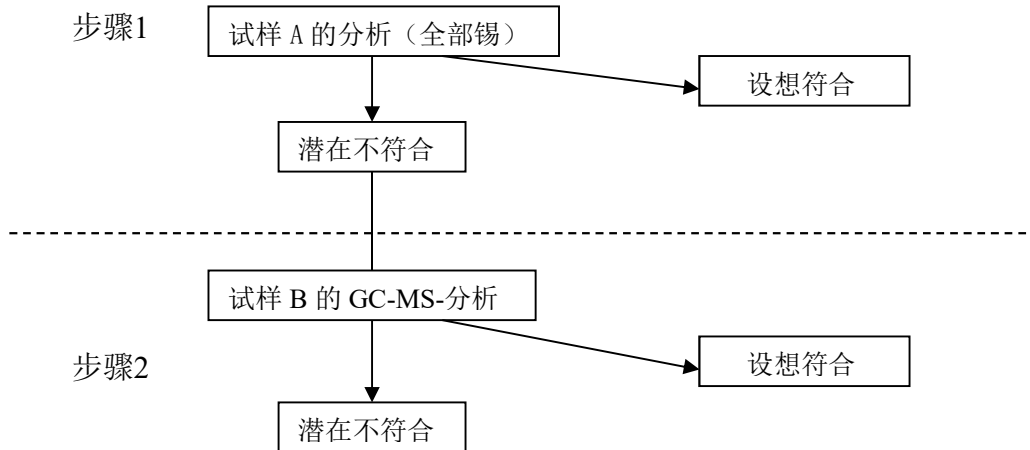 步骤1
试样 A 的分析（全部锡）
设想符合
潜在不符合
试样 B 的 GC-MS-分析
步骤2
设想符合
潜在不符合